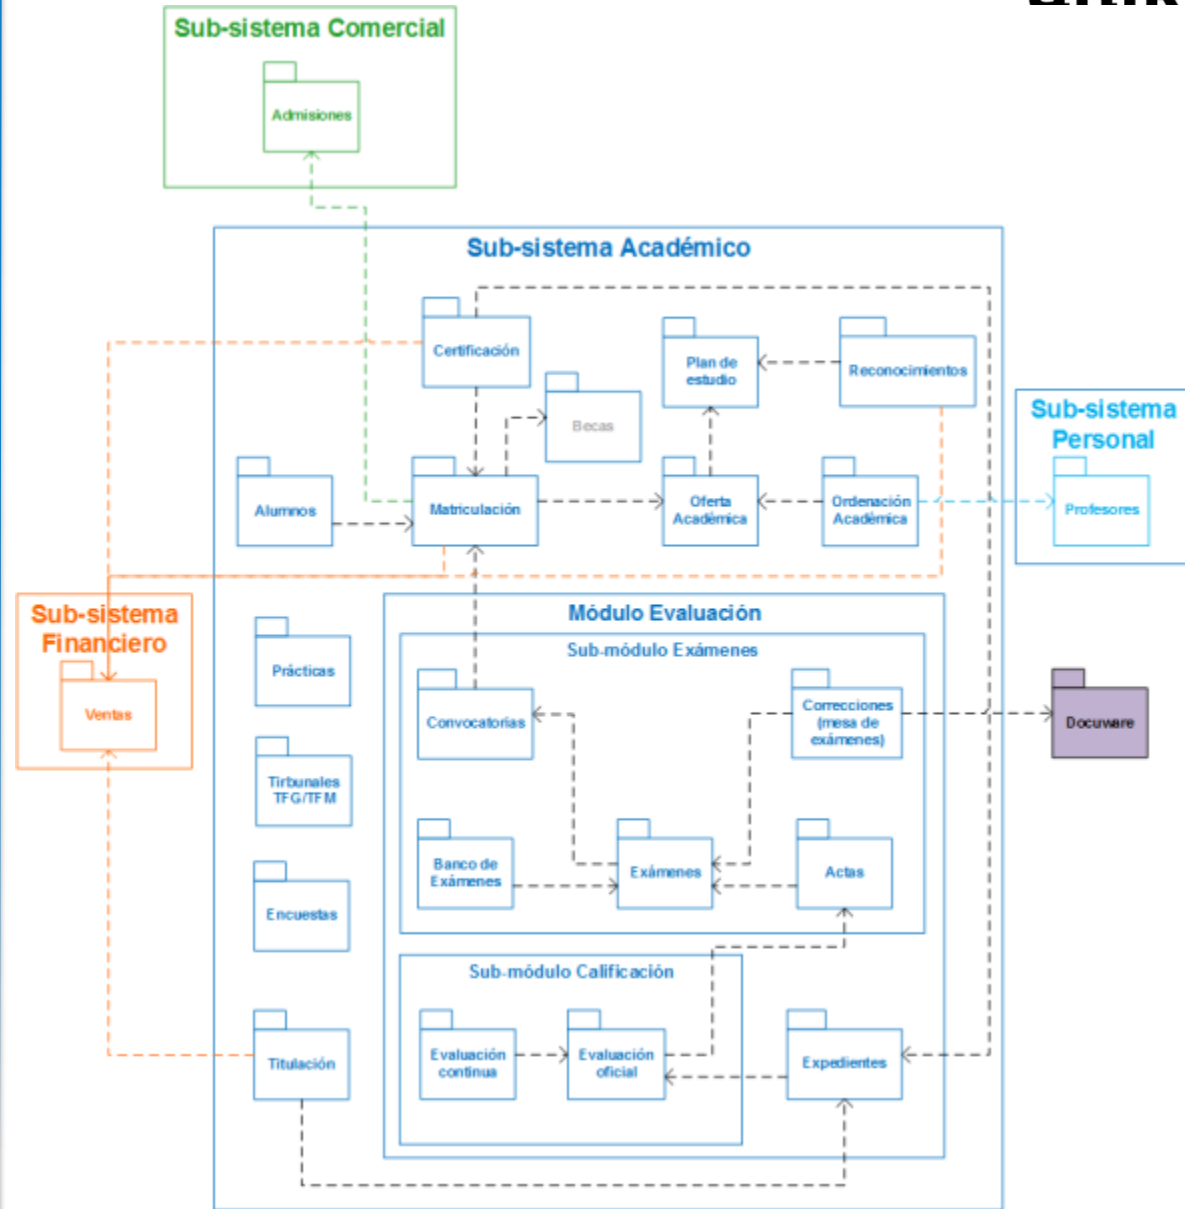 Sub-sistema Comercial
Admisiones
Sub-sistema Académico
Certificación
Plan de
estudio
Reconocimientos
Becas
Sub-sistema
Personal
Alumnos
Matriculación
Oferta
Académica
Ordenación
Académica
Profesores
Sub-sistema
Financiero
Ventas
Módulo Evaluación
Sub-módulo Exámenes
Prácticas
Convocatorias
Correcciones
(mesa de
exámenes)
Docuware
Tirbunales
TFG/TFM
Banco de
Exámenes
Exámenes
Actas
Encuestas
Sub-módulo Calificación
Titulación
Evaluación
continua
Evaluación
oficial
Expedientes